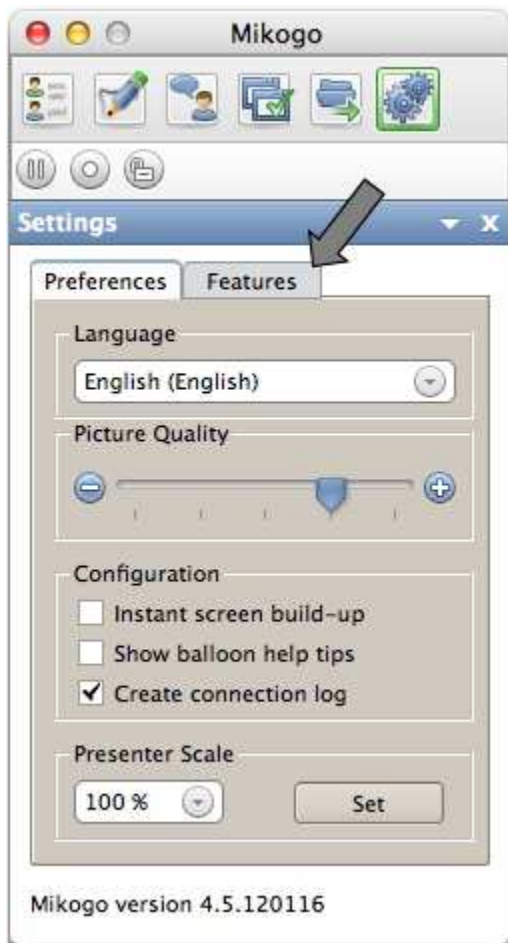 Mikogo
Settings
Preferences Features
Language
English (English)
Picture Quality
Configuration
Instant screen build-up
Show balloon help tips
Create connection log
Presenter Scale
100 % Set
Mikogo version 4.5.120116